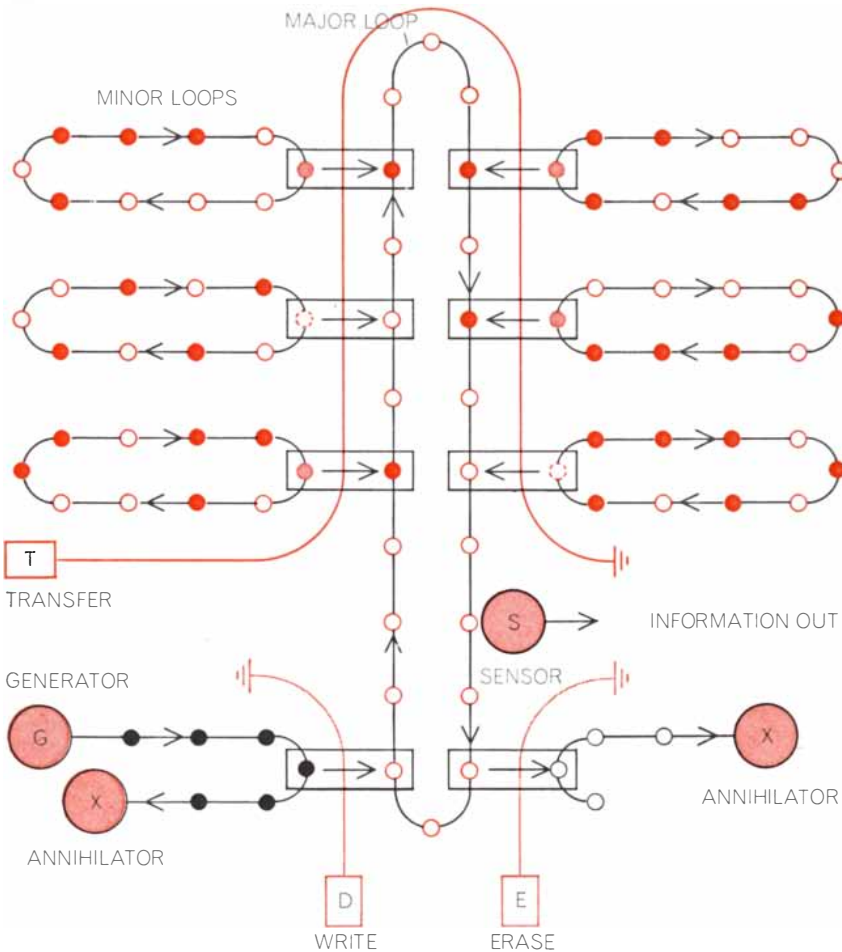 MAJOR LOOP
MINOR LOOPS
T
TRANSFER
S
INFORMATION OUT
SENSOR
GENERATOR
G
X
X
ANNIHILATOR
ANNIHILATOR
D
E
WRITE
ERASE